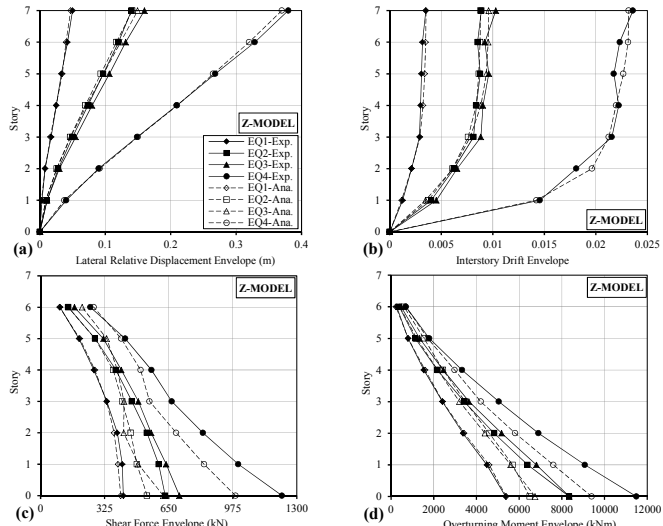 7
6
5
4
3
2
1
0
Story
Z-MODEL
EQ1-Exp.
EQ2-Exp.
EQ3-Exp.
EQ4-Exp.
EQ1-Ana.
EQ2-Ana.
EQ3-Ana.
EQ4-Ana.
(a)
0 0.1 0.2 0.3 0.4
Lateral Relative Displacement Envelope (m)
7
6
5
4
3
2
1
0
Story
Z-MODEL
(b)
0 0.005 0.01 0.015 0.02 0.025
Interstory Drift Envelope
7
6
5
4
3
2
1
0
Story
Z-MODEL
(c)
0 325 650 975 1300
Shear Force Envelope (kN)
7
6
5
4
3
2
1
0
Story
Z-MODEL
(d)
0 2000 4000 6000 8000 10000 12000
Overturning Moment Envelope (kNm)